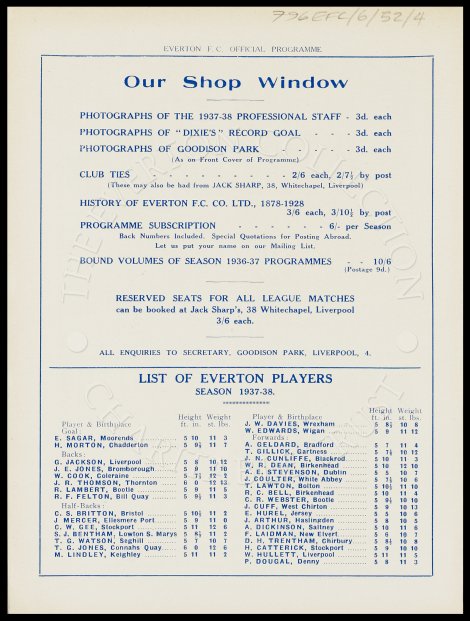 796EFC/6/52/4
EVERTON F.C. OFFICIAL PROGRAMME
Our Shop Window
PHOTOGRAPHS OF THE 1937-38 PROFESSIONAL STAFF - 3d. each
PHOTOGRAPHS OF "DIXIE'S" RECORD GOAL - - - 3d. each
PHOTOGRAPHS OF GOODISON PARK - - - - 3d. each
(As on Front Cover of Programme)
CLUB TIES - - - - - - - - - 2/6 each, 2/7½ by post
(These may also be had from JACK SHARP, 38, Whitechapel, Liverpool)
HISTORY OF EVERTON F.C. CO. LTD., 1878-1928
3/6 each, 3/10½ by post
PROGRAMME SUBSCRIPTION - - - - - - 6/- per Season
Back Numbers Included. Special Quotations for Posting Abroad.
Let us put your name on our Mailing List.
BOUND VOLUMES OF SEASON 1936-37 PROGRAMMES - - 10/6
(Postage 9d.)
RESERVED SEATS FOR ALL LEAGUE MATCHES
can be booked at Jack Sharp's, 38 Whitechapel, Liverpool
3/6 each.
ALL ENQUIRIES TO SECRETARY, GOODISON PARK, LIVERPOOL, 4.
LIST OF EVERTON PLAYERS
SEASON 1937-38.
Player & Birthplace Height Weight
ft. in. st. lbs.
Goal:
E. SAGAR, Moorends 5 10 11 3
H. MORTON, Chadderton 5 9½ 11 7
Backs:
G. JACKSON, Liverpool 5 8 10 12
J. E. JONES, Bromborough 5 9 11 10
W. COOK, Coleraine 5 7½ 12 2
J. R. THOMSON, Thornton 6 0 12 13
R. LAMBERT, Bootle 5 9 11 5
R. F. FELTON, Bill Quay 5 9½ 11 3
Half-Backs:
C. S. BRITTON, Bristol 5 10½ 11 2
J MERCER, Ellesmere Port 5 9 11 0
C. W. GEE, Stockport 5 11 12 6
S. J. BENTHAM, Lowton S. Marys 5 8½ 11 2
T. G. WATSON, Seghill 5 7 10 7
T. G. JONES, Connahs Quay 6 0 12 6
M. LINDLEY, Keighley 5 11 11 2
Player & Birthplace Height Weight
ft. in. st. lbs.
J. W. DAVIES, Wrexham 5 8½ 10 8
W. EDWARDS, Wigan 5 9 11 12
Forwards:
A. GELDARD, Bradford 5 7 11 4
T. GILLICK, Gartness 5 7½ 10 12
J. N. CUNLIFFE, Blackrod 5 11 11 3
W. R. DEAN, Birkenhead 5 10 12 10
A. E. STEVENSON, Dublin 5 5 10 7
J. COULTER, White Abbey 5 7½ 10 6
T. LAWTON, Bolton 5 10½ 11 10
R. C. BELL, Birkenhead 5 10 11 4
C. R. WEBSTER, Bootle 5 9½ 10 10
J. CUFF, West Chirton 5 9 10 13
E. HUREL, Jersey 5 5 10 6
J. ARTHUR, Haslingden 5 8 10 5
A. DICKINSON, Saltney 5 10 11 6
F. LAIDMAN, New Elvert 5 6 10 7
D. H. TRENTHAM, Chirbury 5 8½ 10 8
H. CATTERICK, Stockport 5 9 10 10
W. HULLETT, Liverpool 5 11 11 5
P. DOUGAL, Denny 5 8 11 3